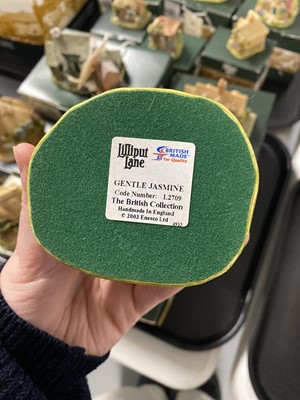 Lilliput
Lane
BRITISH
MADE
for Quality
GENTLE JASMINE
Code Number: L2709
The British Collection
Handmade In England
© 2003 Enesco Ltd